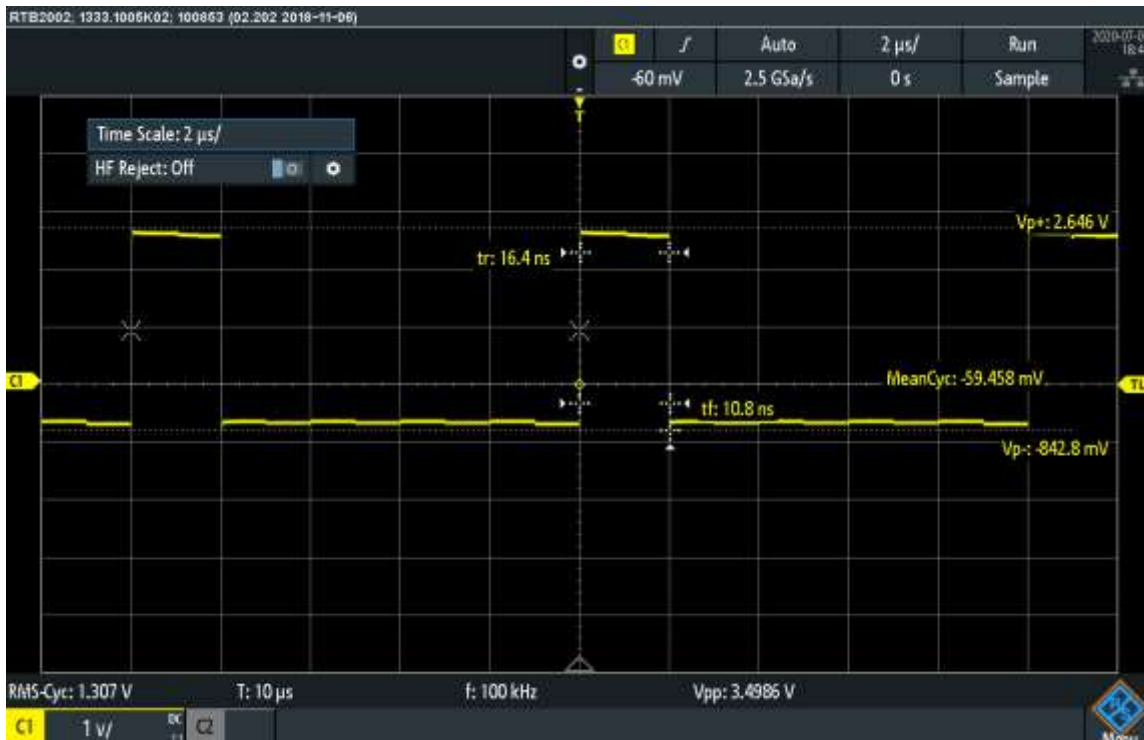 RTB2002; 1333.1005K02; 100853 (02.202 2018-11-06)
C1 Auto 2 µs/ Run
-60 mV 2.5 GSa/s 0 s Sample
T
Time Scale: 2 µs/
HF Reject: Off
Vp+: 2.646 V
tr: 16.4 ns
C1
MeanCyc: -59.458 mV
TL
tf: 10.8 ns
Vp-: -842.8 mV
RMS-Cyc: 1.307 V T: 10 µs f: 100 kHz Vpp: 3.4986 V
C1 1 V/ DC C2
Menu